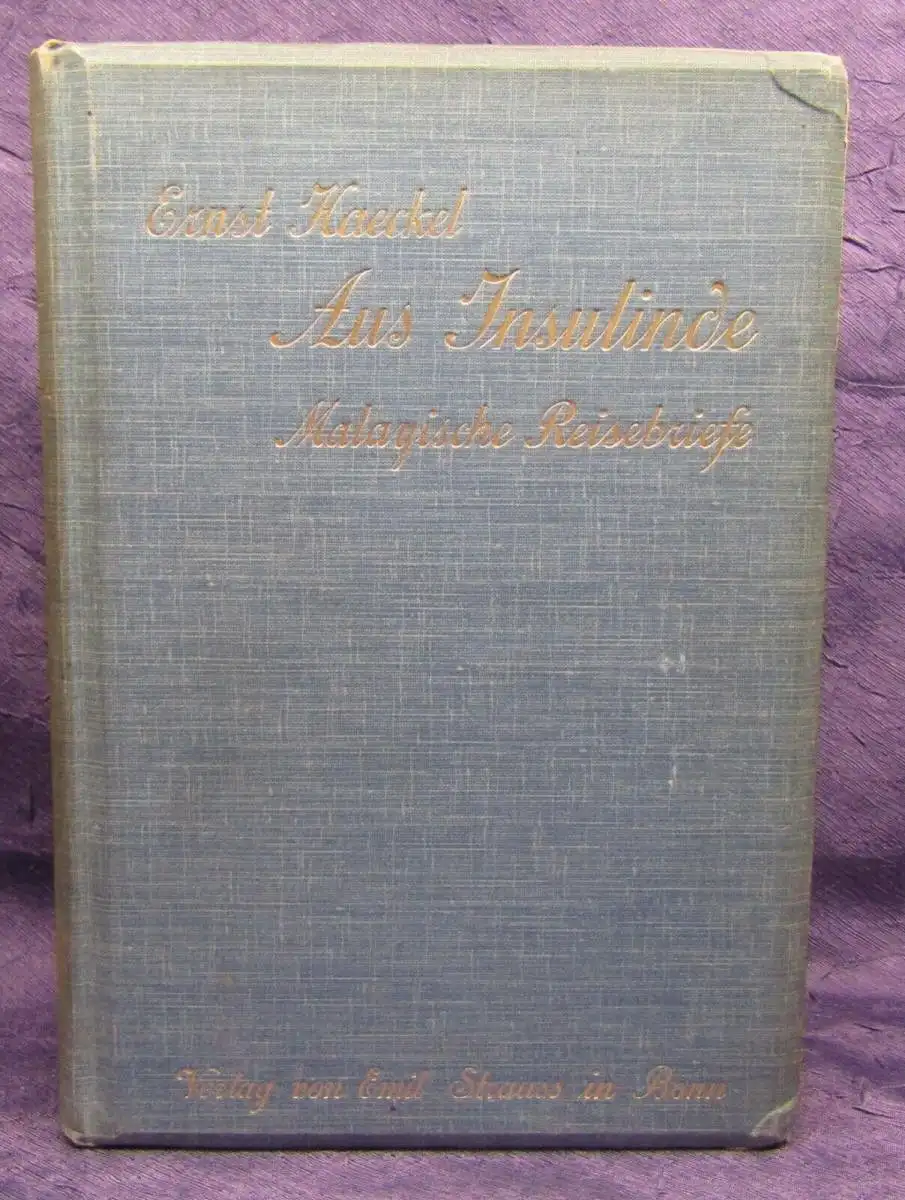 Ernst Haeckel
Aus Insulinde
Malayische Reisebriefe
Verlag von Emil Strauss in Bonn